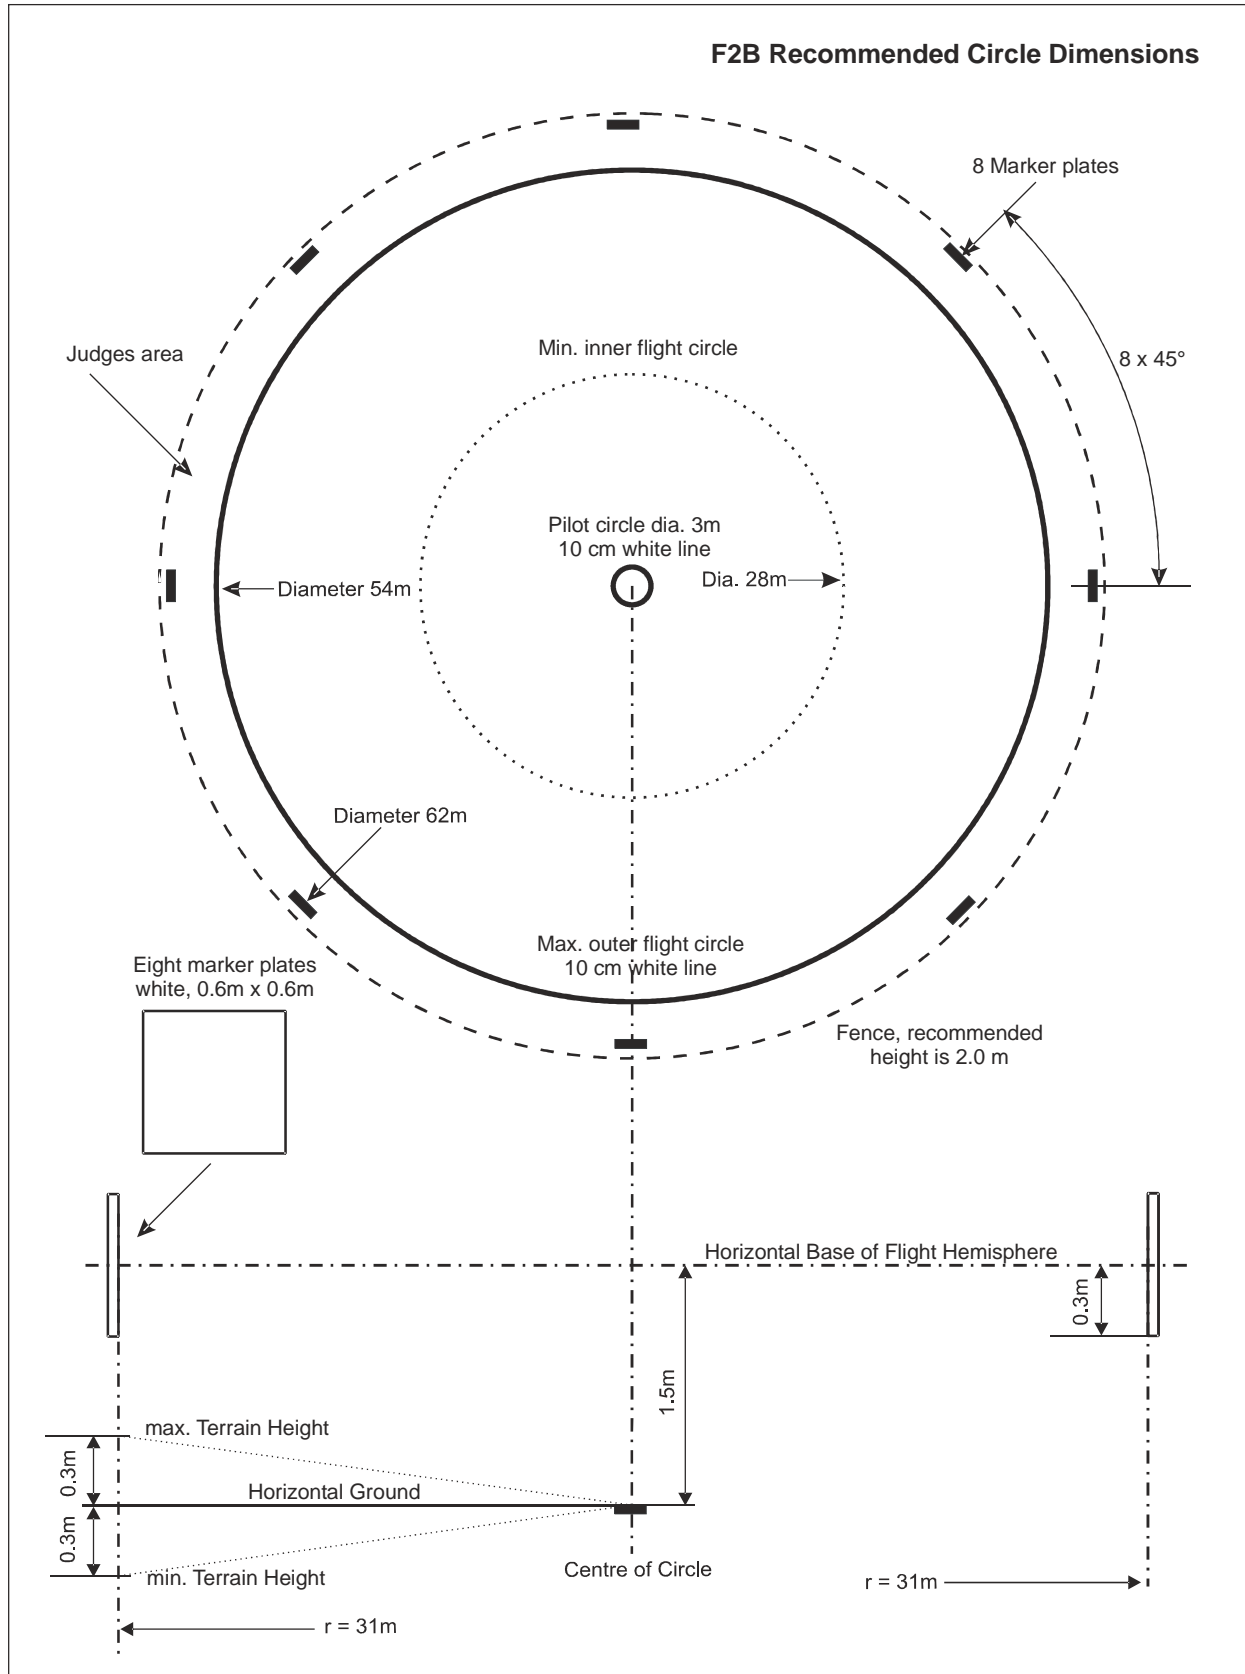 F2B Recommended Circle Dimensions
8 Marker plates
Judges area
Min. inner flight circle
8 x 45°
Pilot circle dia. 3m
10 cm white line
Diameter 54m
Dia. 28m
Diameter 62m
Max. outer flight circle
10 cm white line
Eight marker plates
white, 0.6m x 0.6m
Fence, recommended
height is 2.0 m
Horizontal Base of Flight Hemisphere
0.3m
1.5m
max. Terrain Height
0.3m
Horizontal Ground
0.3m
min. Terrain Height
Centre of Circle
r = 31m
r = 31m